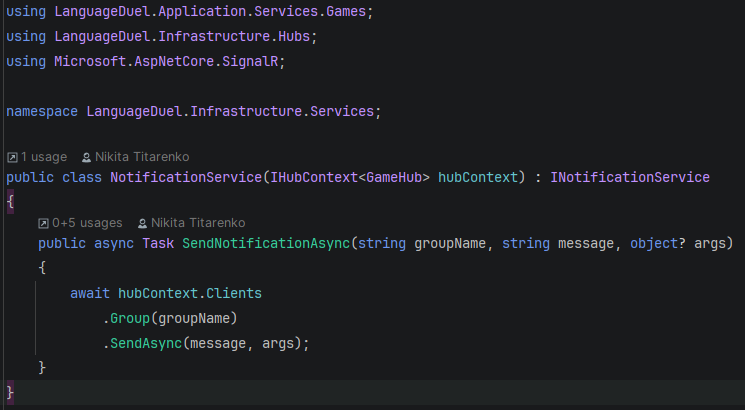 using LanguageDuel.Application.Services.Games;
using LanguageDuel.Infrastructure.Hubs;
using Microsoft.AspNetCore.SignalR;
namespace LanguageDuel.Infrastructure.Services;
1 usage Nikita Titarenko
public class NotificationService(IHubContext<GameHub> hubContext) : INotificationService
{
0+5 usages Nikita Titarenko
public async Task SendNotificationAsync(string groupName, string message, object? args)
{
await hubContext.Clients
.Group(groupName)
.SendAsync(message, args);
}
}